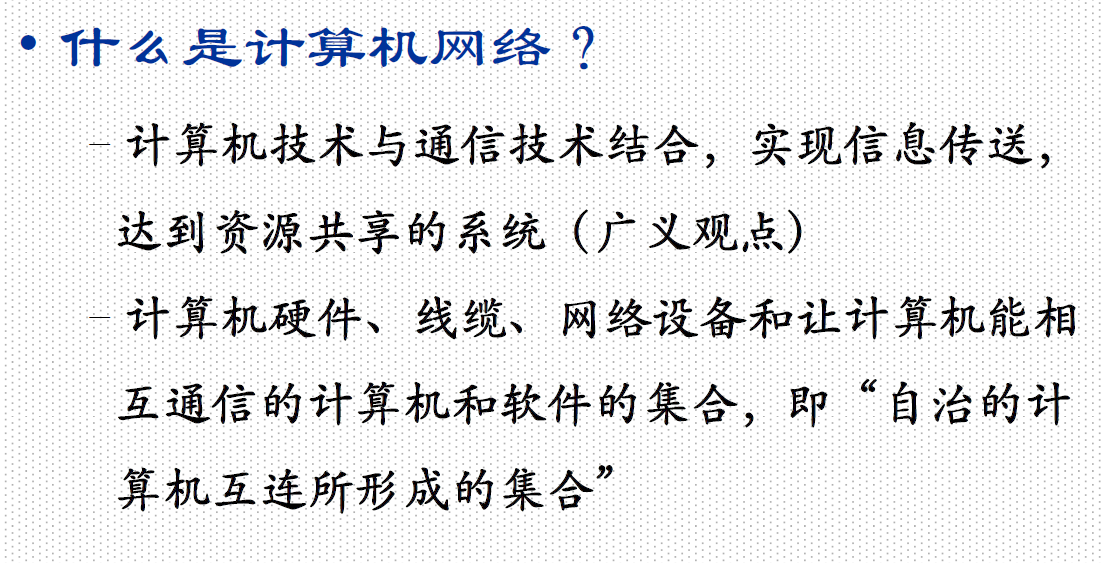 • 什么是计算机网络？
– 计算机技术与通信技术结合，实现信息传送，
达到资源共享的系统（广义观点）
– 计算机硬件、线缆、网络设备和让计算机能相
互通信的计算机和软件的集合，即“自治的计
算机互连所形成的集合”